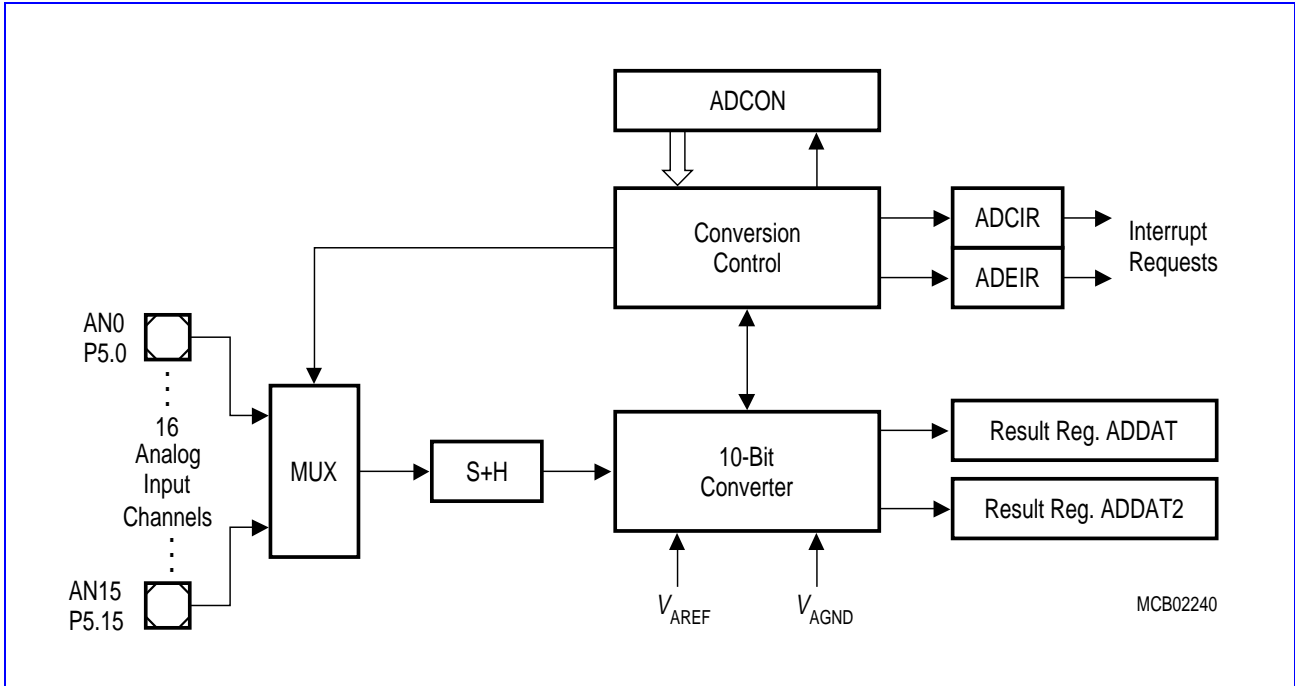 ADCON
Conversion
Control
ADCIR
ADEIR
Interrupt
Requests
AN0
P5.0
16
Analog
Input
Channels
AN15
P5.15
MUX
S+H
10-Bit
Converter
Result Reg. ADDAT
Result Reg. ADDAT2
VAREF
VAGND
MCB02240